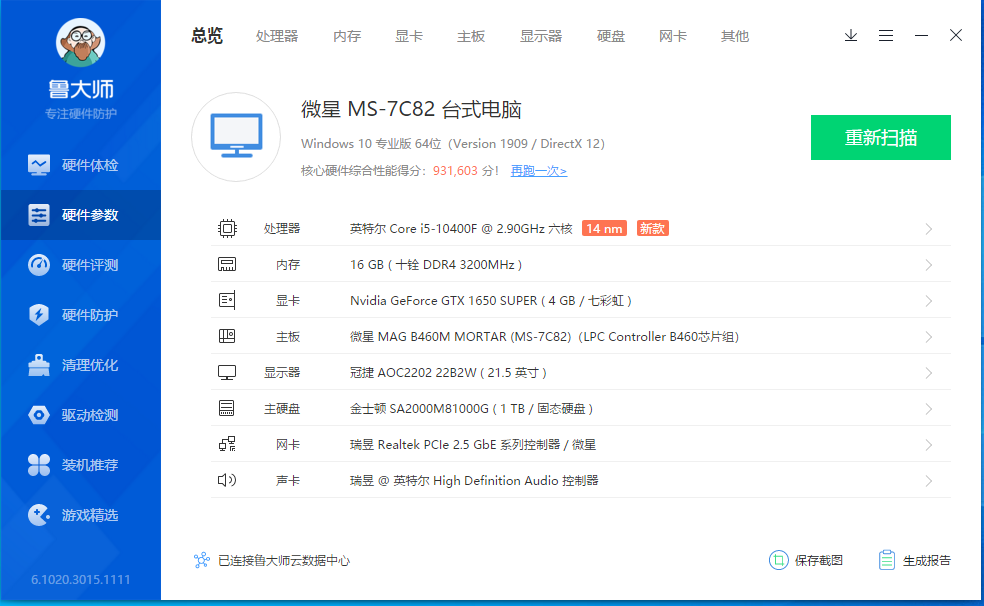 鲁大师
专注硬件防护
硬件体检
硬件参数
硬件评测
硬件防护
清理优化
驱动检测
装机推荐
游戏精选
6.1020.3015.1111
总览 处理器 内存 显卡 主板 显示器 硬盘 网卡 其他
微星 MS-7C82 台式电脑
Windows 10 专业版 64位（Version 1909 / DirectX 12）
核心硬件综合性能得分：931,603 分！ 再跑一次>
重新扫描
处理器 英特尔 Core i5-10400F @ 2.90GHz 六核 14 nm 新款
内存 16 GB ( 十铨 DDR4 3200MHz )
显卡 Nvidia GeForce GTX 1650 SUPER ( 4 GB / 七彩虹 )
主板 微星 MAG B460M MORTAR (MS-7C82)（LPC Controller B460芯片组）
显示器 冠捷 AOC2202 22B2W ( 21.5 英寸 )
主硬盘 金士顿 SA2000M81000G ( 1 TB / 固态硬盘 )
网卡 瑞昱 Realtek PCIe 2.5 GbE 系列控制器 / 微星
声卡 瑞昱 @ 英特尔 High Definition Audio 控制器
已连接鲁大师云数据中心
保存截图 生成报告